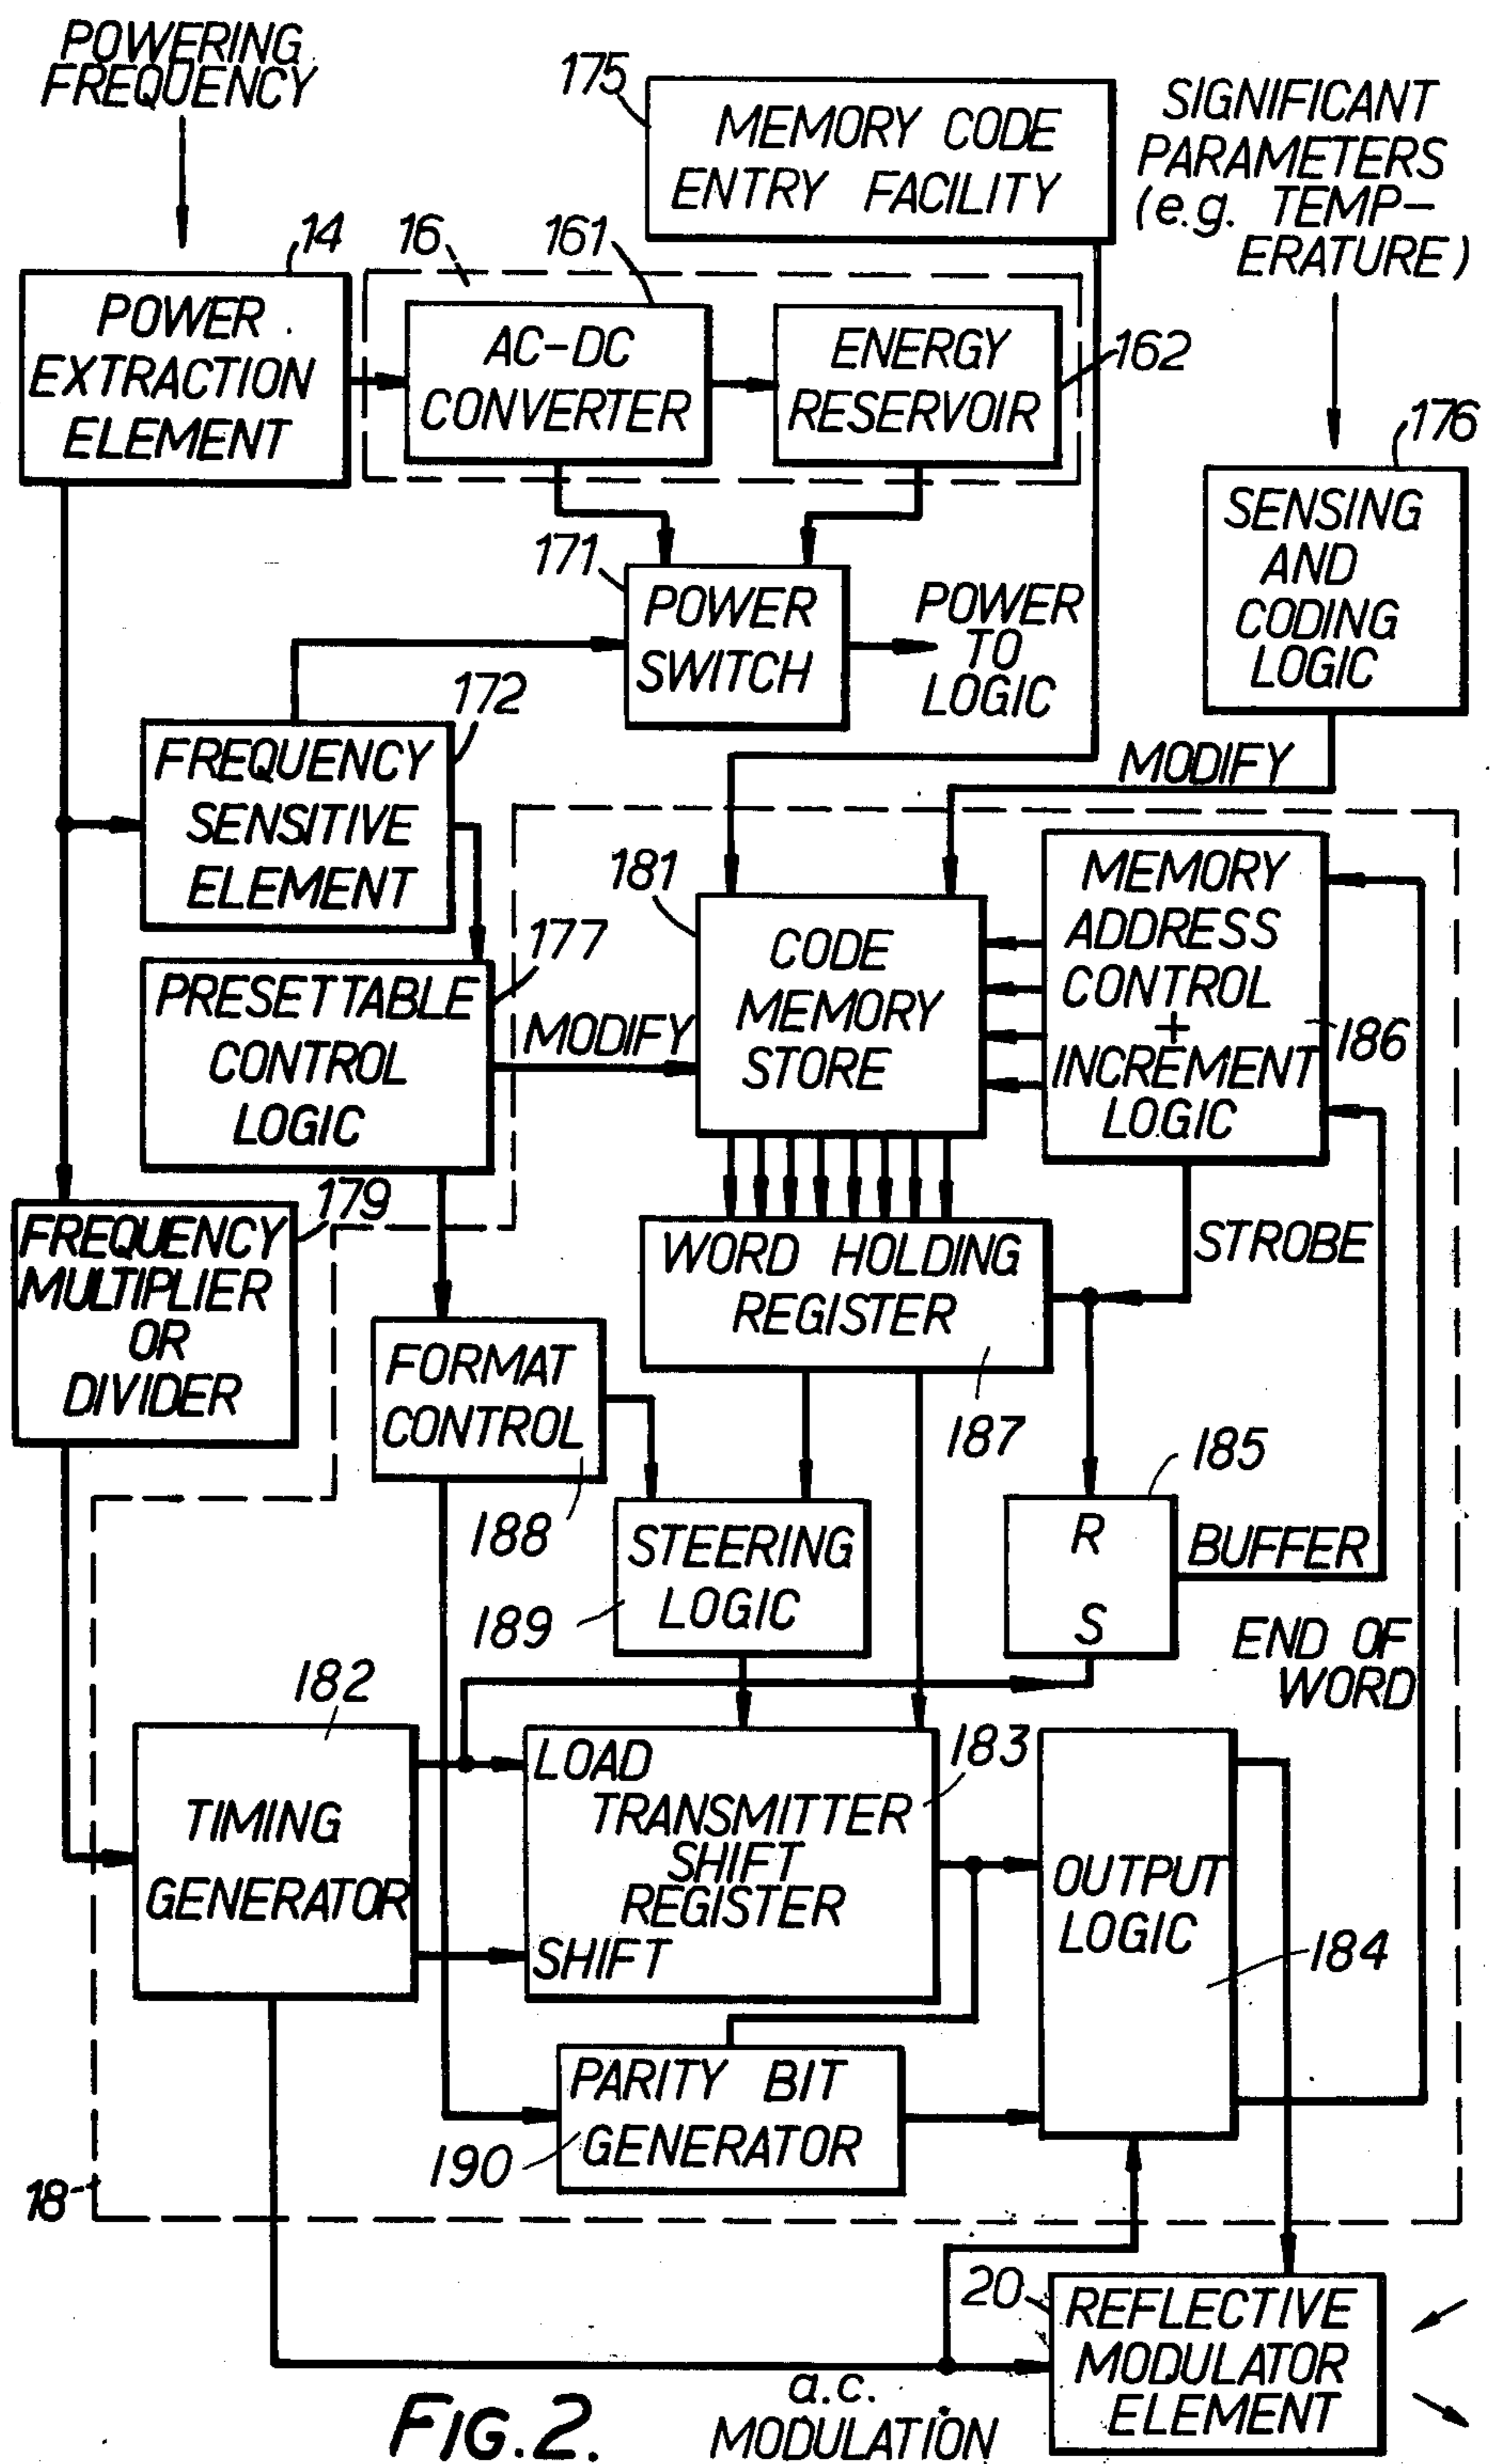 POWERING
FREQUENCY
175
MEMORY CODE
ENTRY FACILITY
SIGNIFICANT
PARAMETERS
(e.g. TEMP-
ERATURE)
14
POWER
EXTRACTION
ELEMENT
16
161
AC-DC
CONVERTER
ENERGY
RESERVOIR
162
176
SENSING
AND
CODING
LOGIC
171
POWER
SWITCH
POWER
TO
LOGIC
172
FREQUENCY
SENSITIVE
ELEMENT
MODIFY
177
PRESETTABLE
CONTROL
LOGIC
MODIFY
181
CODE
MEMORY
STORE
MEMORY
ADDRESS
CONTROL
+
INCREMENT
LOGIC
186
179
FREQUENCY
MULTIPLIER
OR
DIVIDER
WORD HOLDING
REGISTER
187
STROBE
FORMAT
CONTROL
188
STEERING
LOGIC
189
185
R
S
BUFFER
END OF
WORD
182
TIMING
GENERATOR
LOAD
TRANSMITTER
SHIFT
REGISTER
SHIFT
183
OUTPUT
LOGIC
184
PARITY BIT
GENERATOR
190
18
20
REFLECTIVE
MODULATOR
ELEMENT
a.c.
MODULATION
FIG.2.